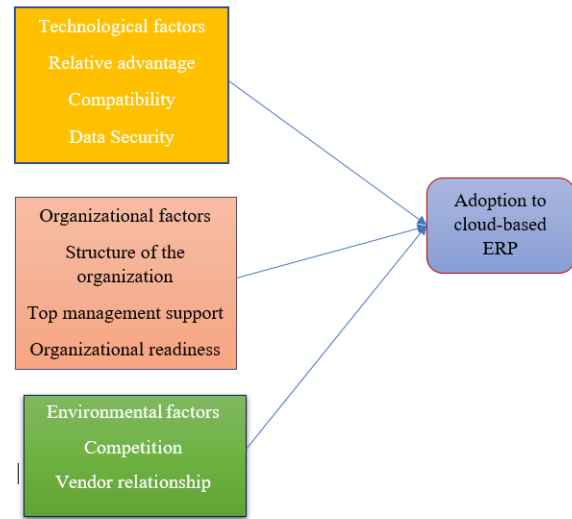 Technological factors
Relative advantage
Compatibility
Data Security
Organizational factors
Structure of the
organization
Top management support
Organizational readiness
Environmental factors
Competition
Vendor relationship
Adoption to
cloud-based
ERP